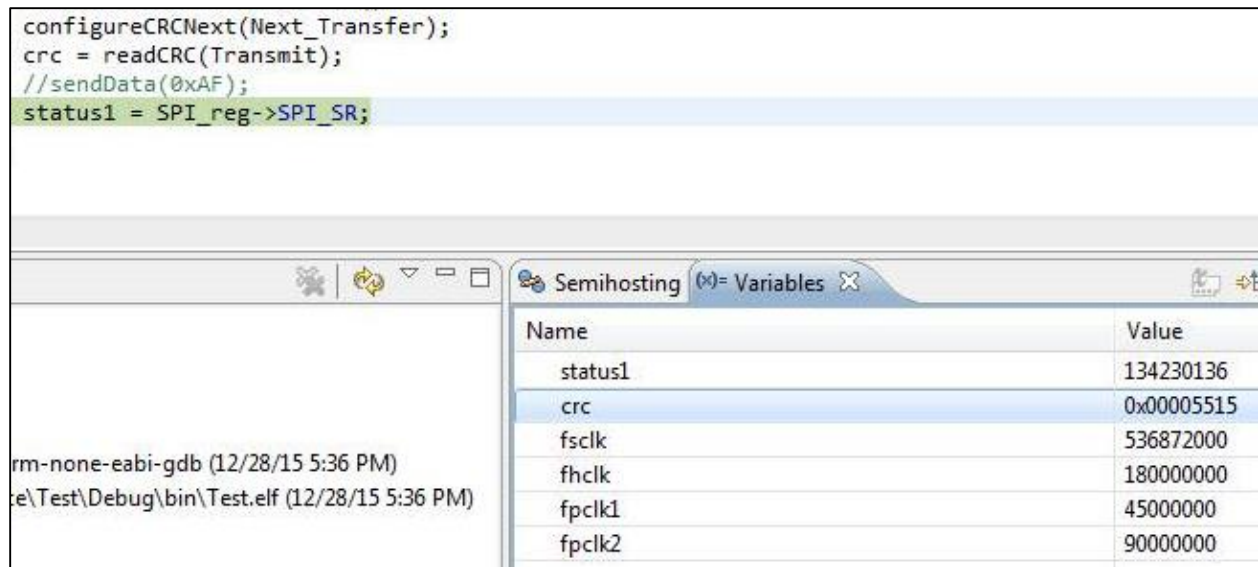 configureCRCNext(Next_Transfer);
crc = readCRC(Transmit);
//sendData(0xAF);
status1 = SPI_reg->SPI_SR;
Semihosting (x)= Variables
Name Value
status1 134230136
crc 0x00005515
fsclk 536872000
fhclk 180000000
fpclk1 45000000
fpclk2 90000000
rm-none-eabi-gdb (12/28/15 5:36 PM)
e\Test\Debug\bin\Test.elf (12/28/15 5:36 PM)